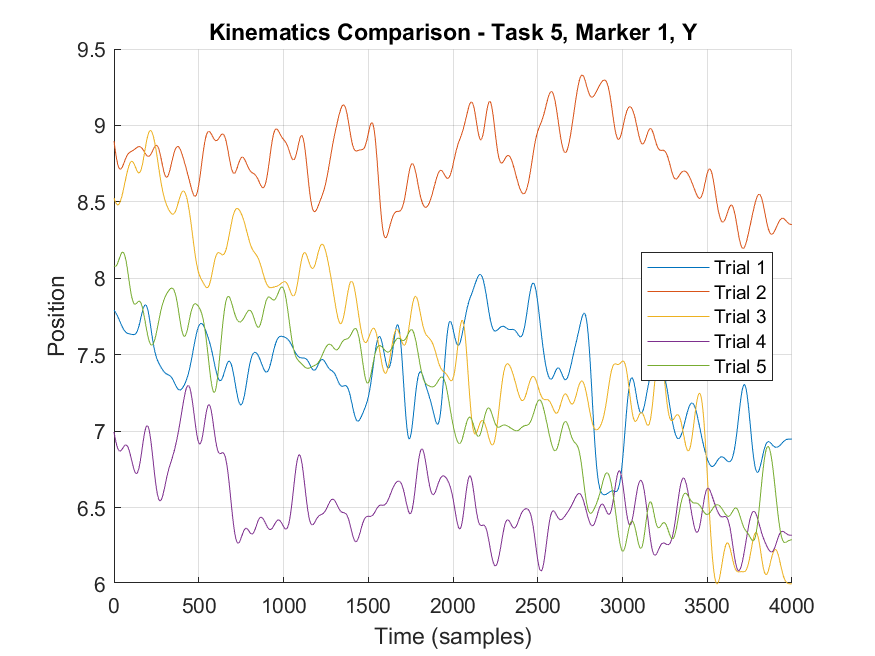 Kinematics Comparison - Task 5, Marker 1, Y
9.5
9
8.5
8
7.5
7
6.5
6
Position
Trial 1
Trial 2
Trial 3
Trial 4
Trial 5
0 500 1000 1500 2000 2500 3000 3500 4000
Time (samples)